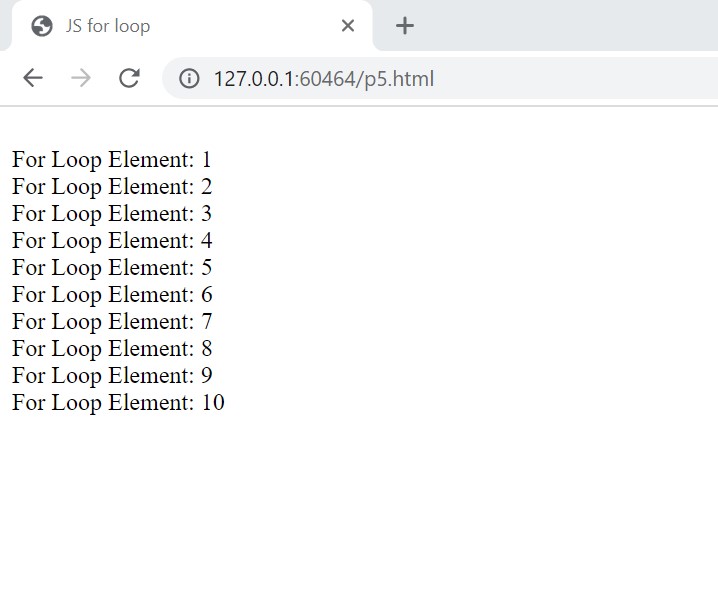 JS for loop
127.0.0.1:60464/p5.html
For Loop Element: 1
For Loop Element: 2
For Loop Element: 3
For Loop Element: 4
For Loop Element: 5
For Loop Element: 6
For Loop Element: 7
For Loop Element: 8
For Loop Element: 9
For Loop Element: 10